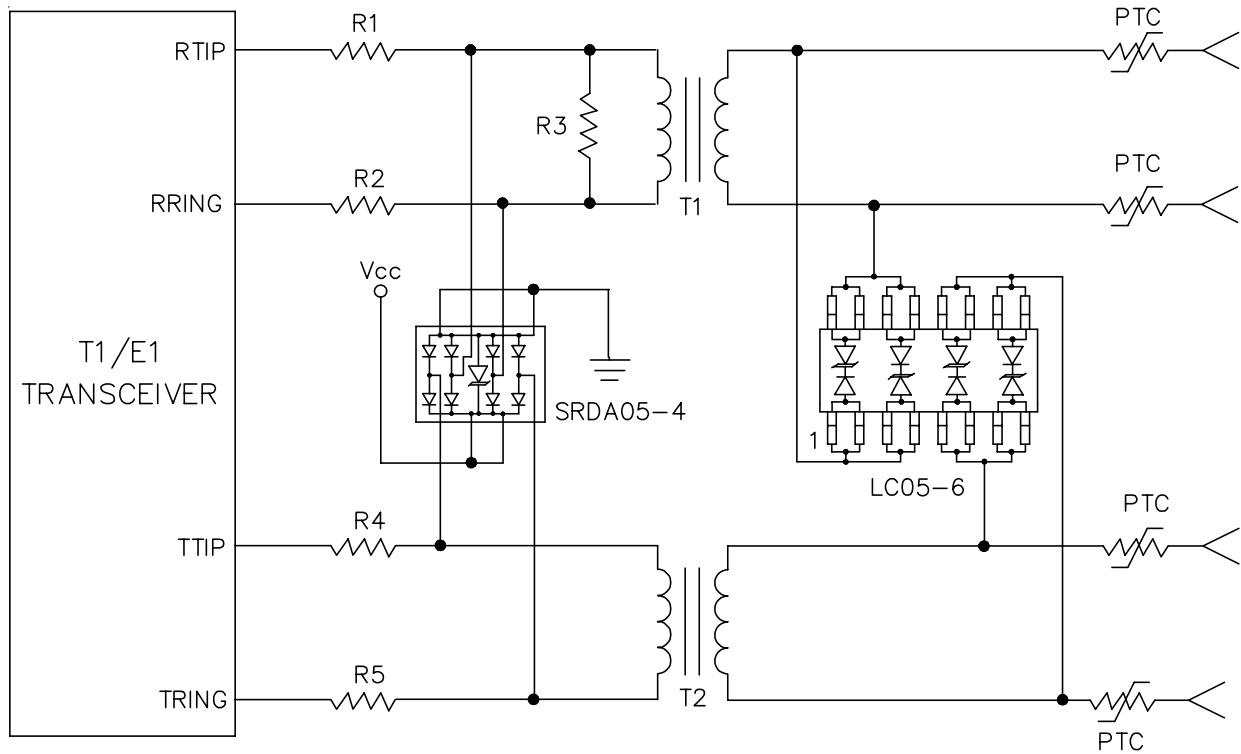 R1
PTC
RTIP
R3
R2
PTC
RRING
T1
Vcc
T1/E1
TRANSCEIVER
SRDA05-4
1
LC05-6
R4
PTC
TTIP
R5
TRING
T2
PTC